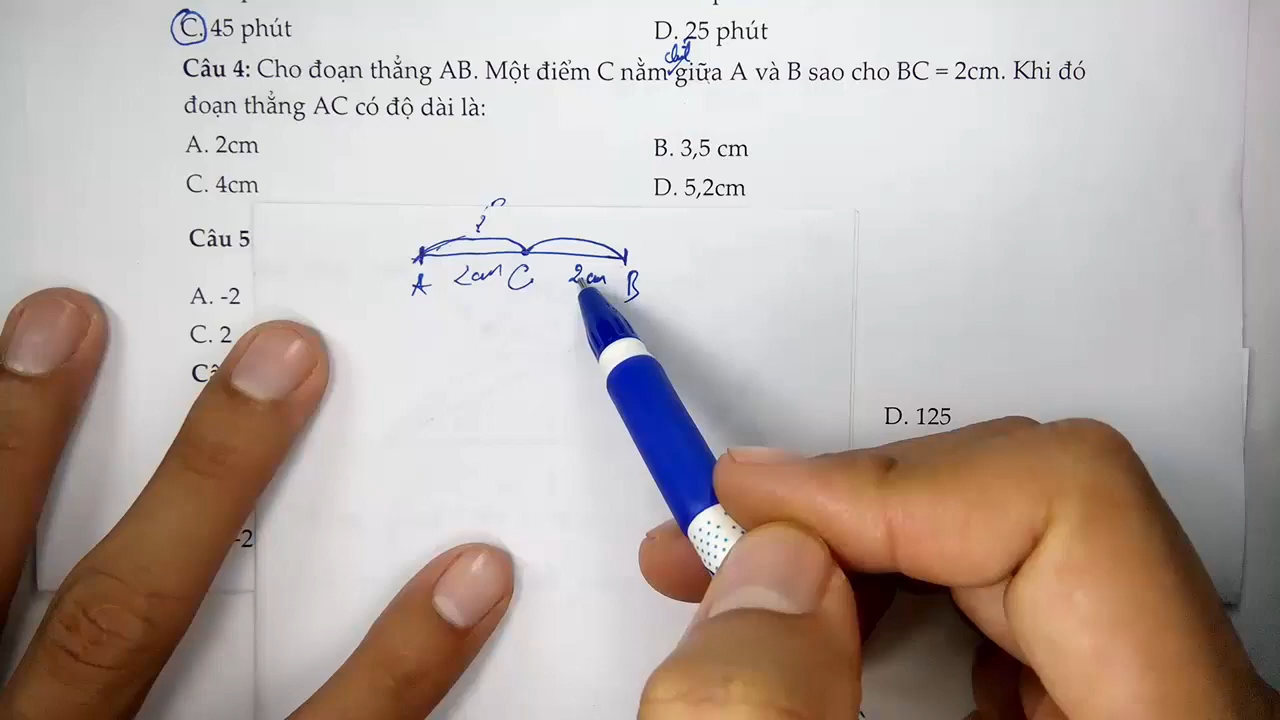 C. 45 phút
D. 25 phút
Câu 4: Cho đoạn thẳng AB. Một điểm C nằm giữa A và B sao cho BC = 2cm. Khi đó
đoạn thẳng AC có độ dài là:
A. 2cm
B. 3,5 cm
C. 4cm
D. 5,2cm
?
Câu 5
A 2cm C 2cm B
A. -2
C. 2
D. 125
-2